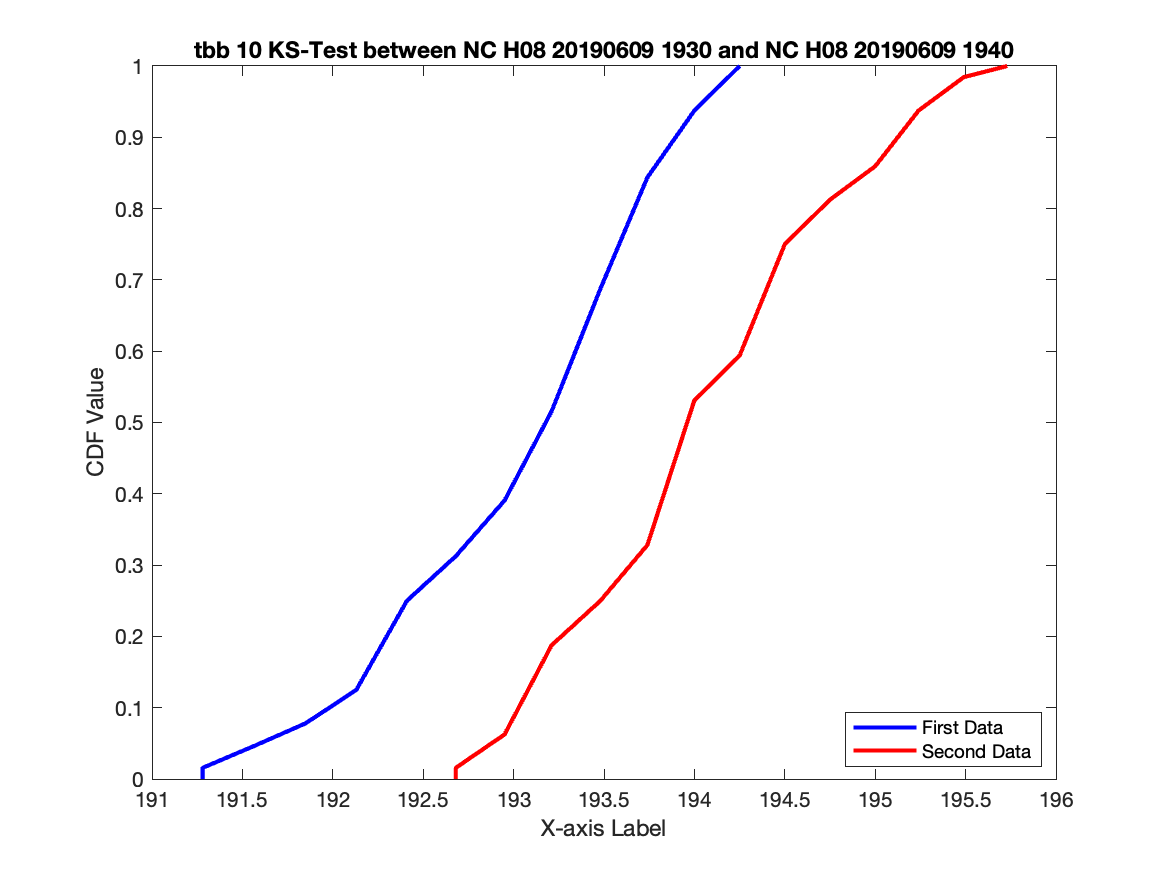 tbb 10 KS-Test between NC H08 20190609 1930 and NC H08 20190609 1940
1
0.9
0.8
0.7
0.6
0.5
0.4
0.3
0.2
0.1
0
CDF Value
First Data
Second Data
191 191.5 192 192.5 193 193.5 194 194.5 195 195.5 196
X-axis Label